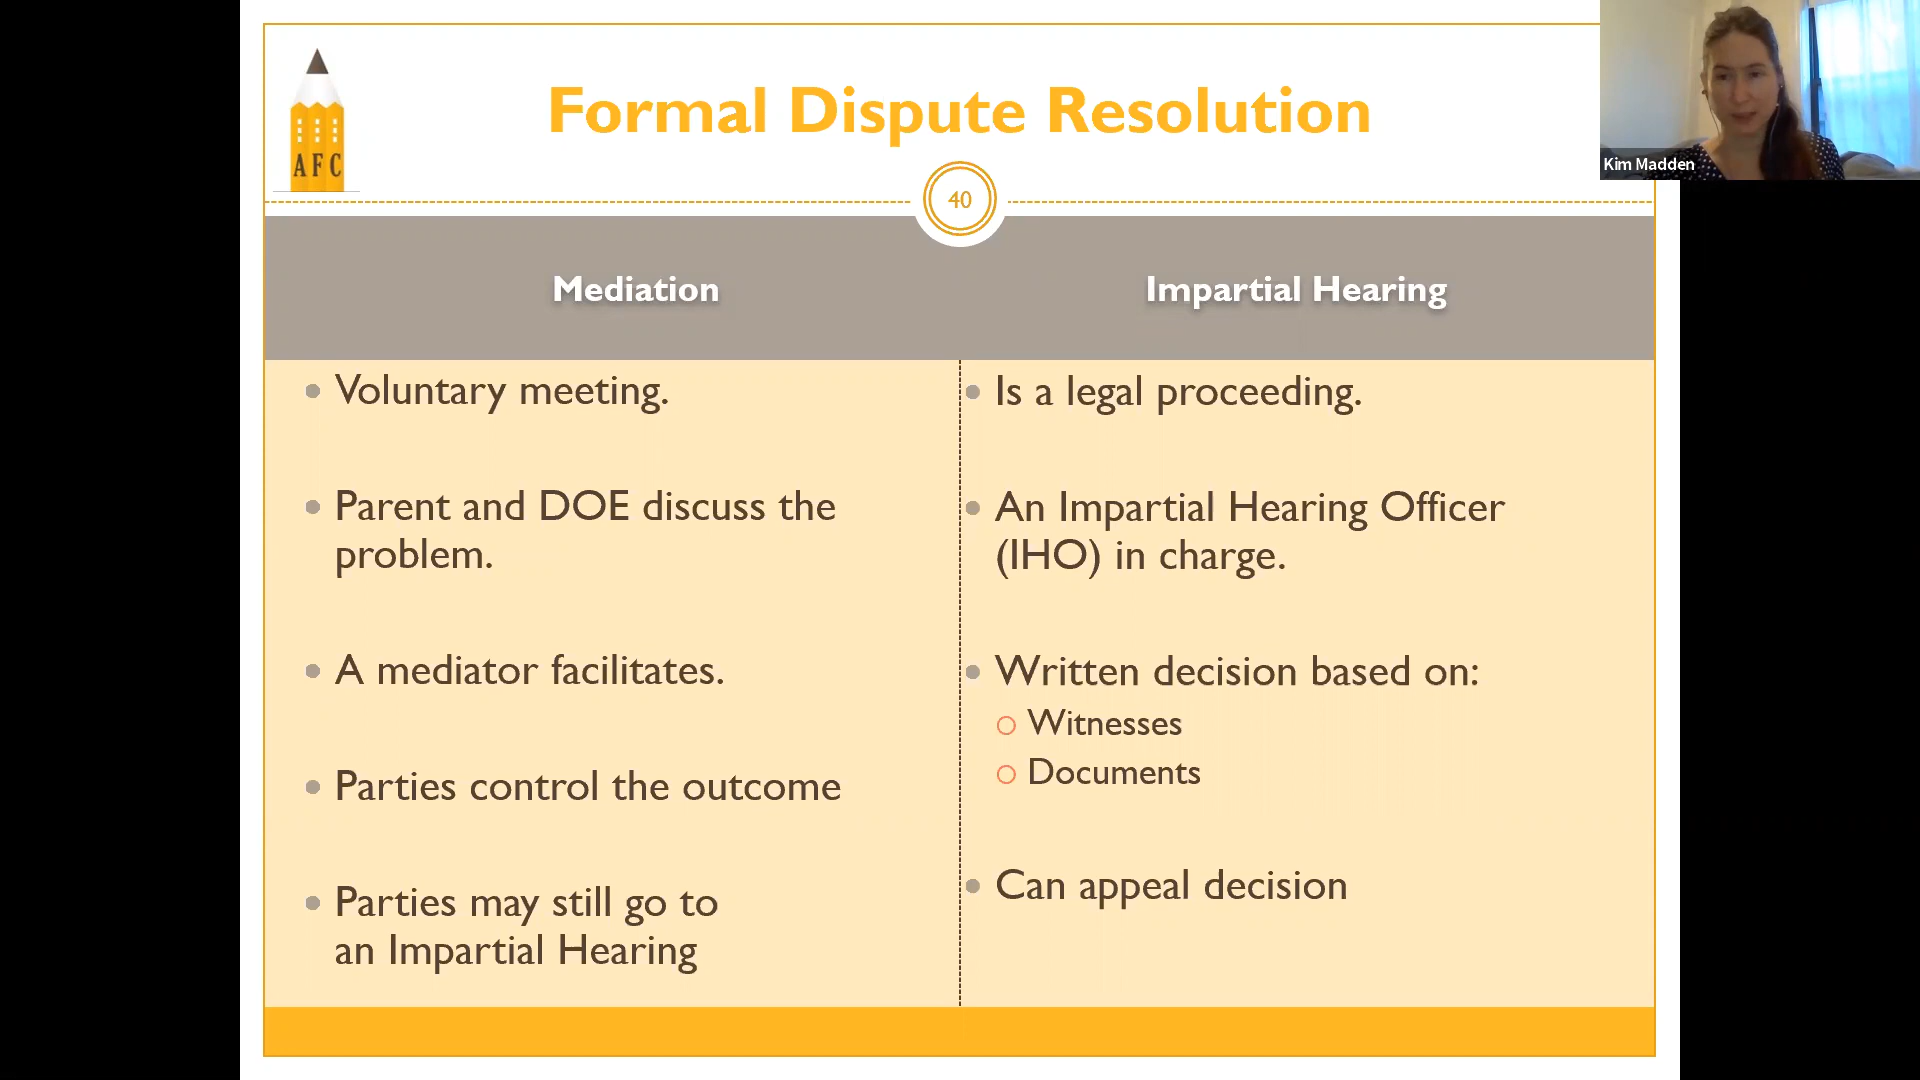 Formal Dispute Resolution
Kim Madden
AFC
40
Mediation
Voluntary meeting.
Parent and DOE discuss the
problem.
A mediator facilitates.
Parties control the outcome
Parties may still go to
an Impartial Hearing
Impartial Hearing
Is a legal proceeding.
An Impartial Hearing Officer
(IHO) in charge.
Written decision based on:
Witnesses
Documents
Can appeal decision